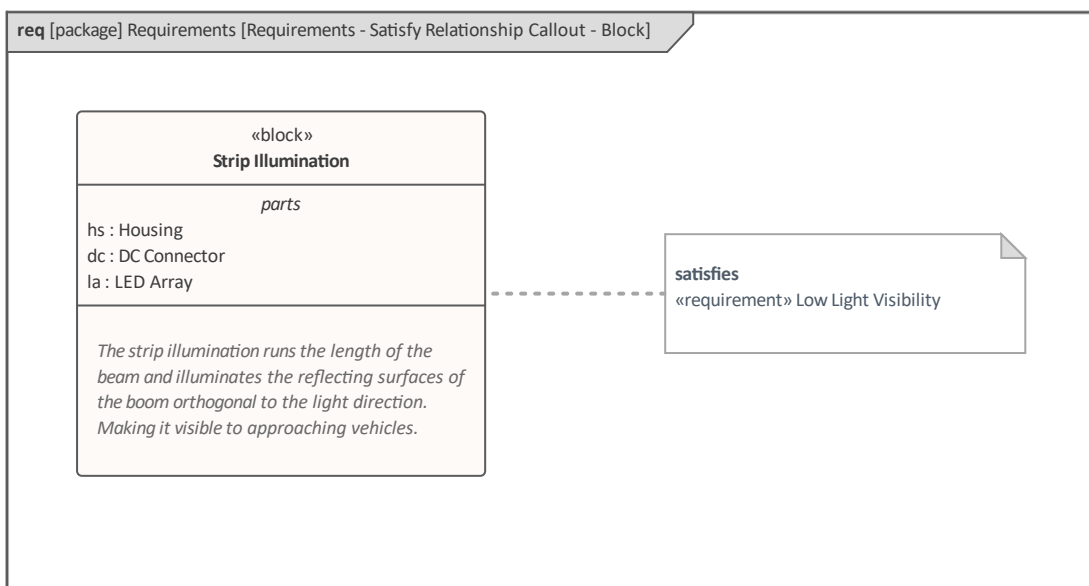 req [package] Requirements [Requirements - Satisfy Relationship Callout - Block]
«block»
Strip Illumination
parts
hs : Housing
dc : DC Connector
la : LED Array
The strip illumination runs the length of the
beam and illuminates the reflecting surfaces of
the boom orthogonal to the light direction.
Making it visible to approaching vehicles.
satisfies
«requirement» Low Light Visibility